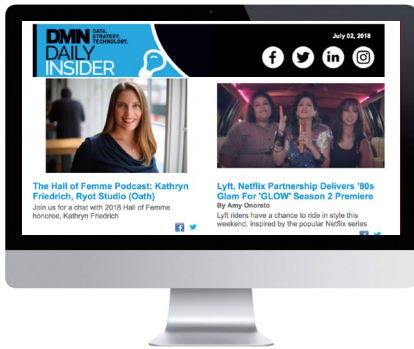 DMN DATA.
STRATEGY.
TECHNOLOGY.
DAILY
INSIDER
July 02, 2018
The Hall of Femme Podcast: Kathryn
Friedrich, Ryot Studio (Oath)
Join us for a chat with 2018 Hall of Femme
honoree, Kathryn Friedrich
Lyft, Netflix Partnership Delivers '80s
Glam For 'GLOW' Season 2 Premiere
By Amy Onorato
Lyft riders have a chance to ride in style this
weekend, inspired by the popular Netflix series